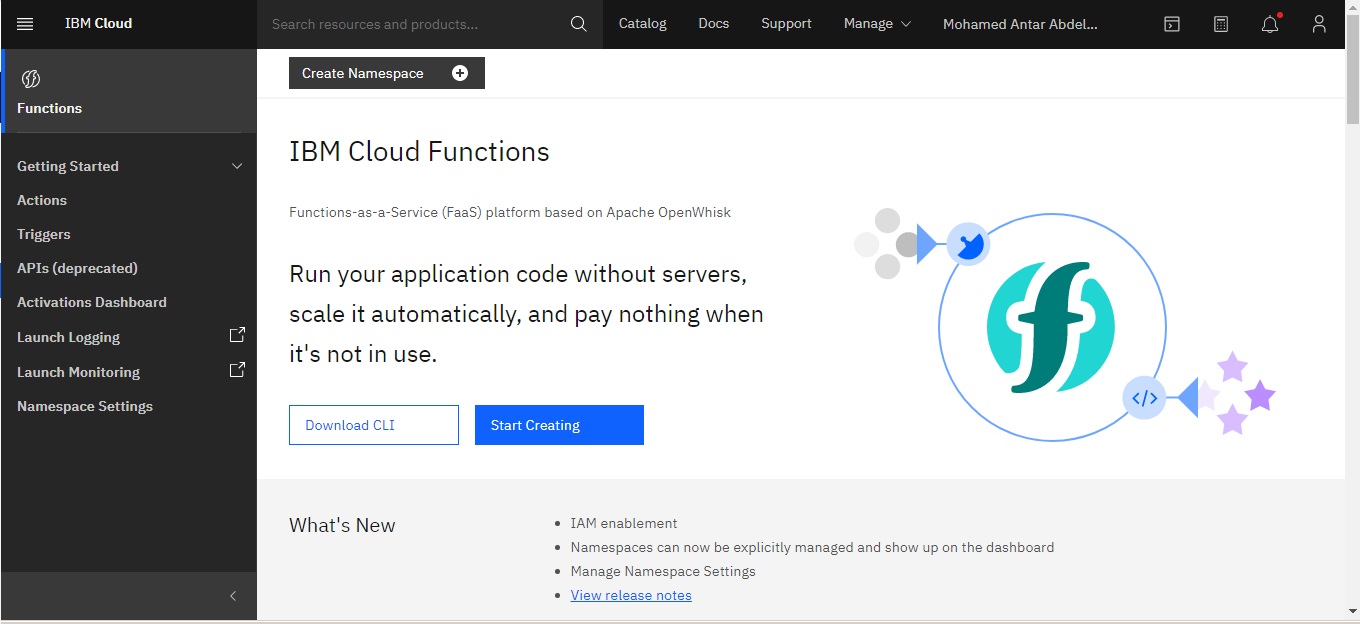 IBM Cloud
Search resources and products...
Catalog
Docs
Support
Manage
Mohamed Antar Abdel...
Functions
Getting Started
Actions
Triggers
APIs (deprecated)
Activations Dashboard
Launch Logging
Launch Monitoring
Namespace Settings
Create Namespace
IBM Cloud Functions
Functions-as-a-Service (FaaS) platform based on Apache OpenWhisk
Run your application code without servers,
scale it automatically, and pay nothing when
it's not in use.
Download CLI
Start Creating
</>
What's New
IAM enablement
Namespaces can now be explicitly managed and show up on the dashboard
Manage Namespace Settings
View release notes